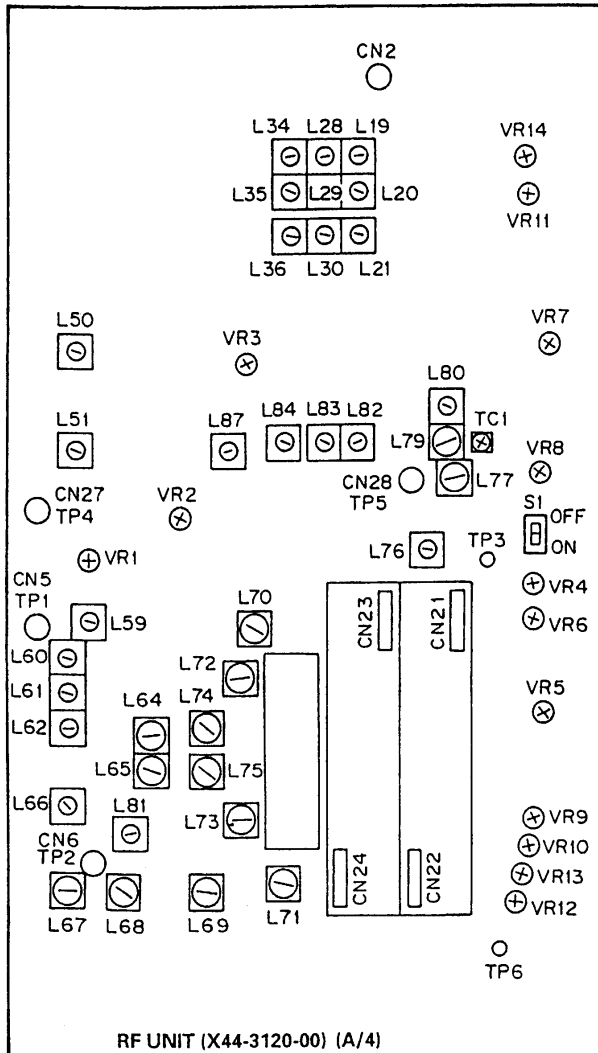 CN2
L34 L28 L19
VR14
L35 L29 L20
VR11
L36 L30 L21
L50
VR3
VR7
L80
L51
L87
L84 L83 L82
L79
TC1
CN27
TP4
VR2
CN28
TP5
L77
VR8
S1
OFF
ON
VR1
L76
TP3
CN5
TP1
L59
L70
CN23
CN21
VR4
VR6
L60
L61
L62
L72
L64
L74
VR5
L65
L75
L66
L81
L73
VR9
VR10
CN6
TP2
CN24
CN22
VR13
VR12
L67
L68
L69
L71
TP6
RF UNIT (X44-3120-00) (A/4)